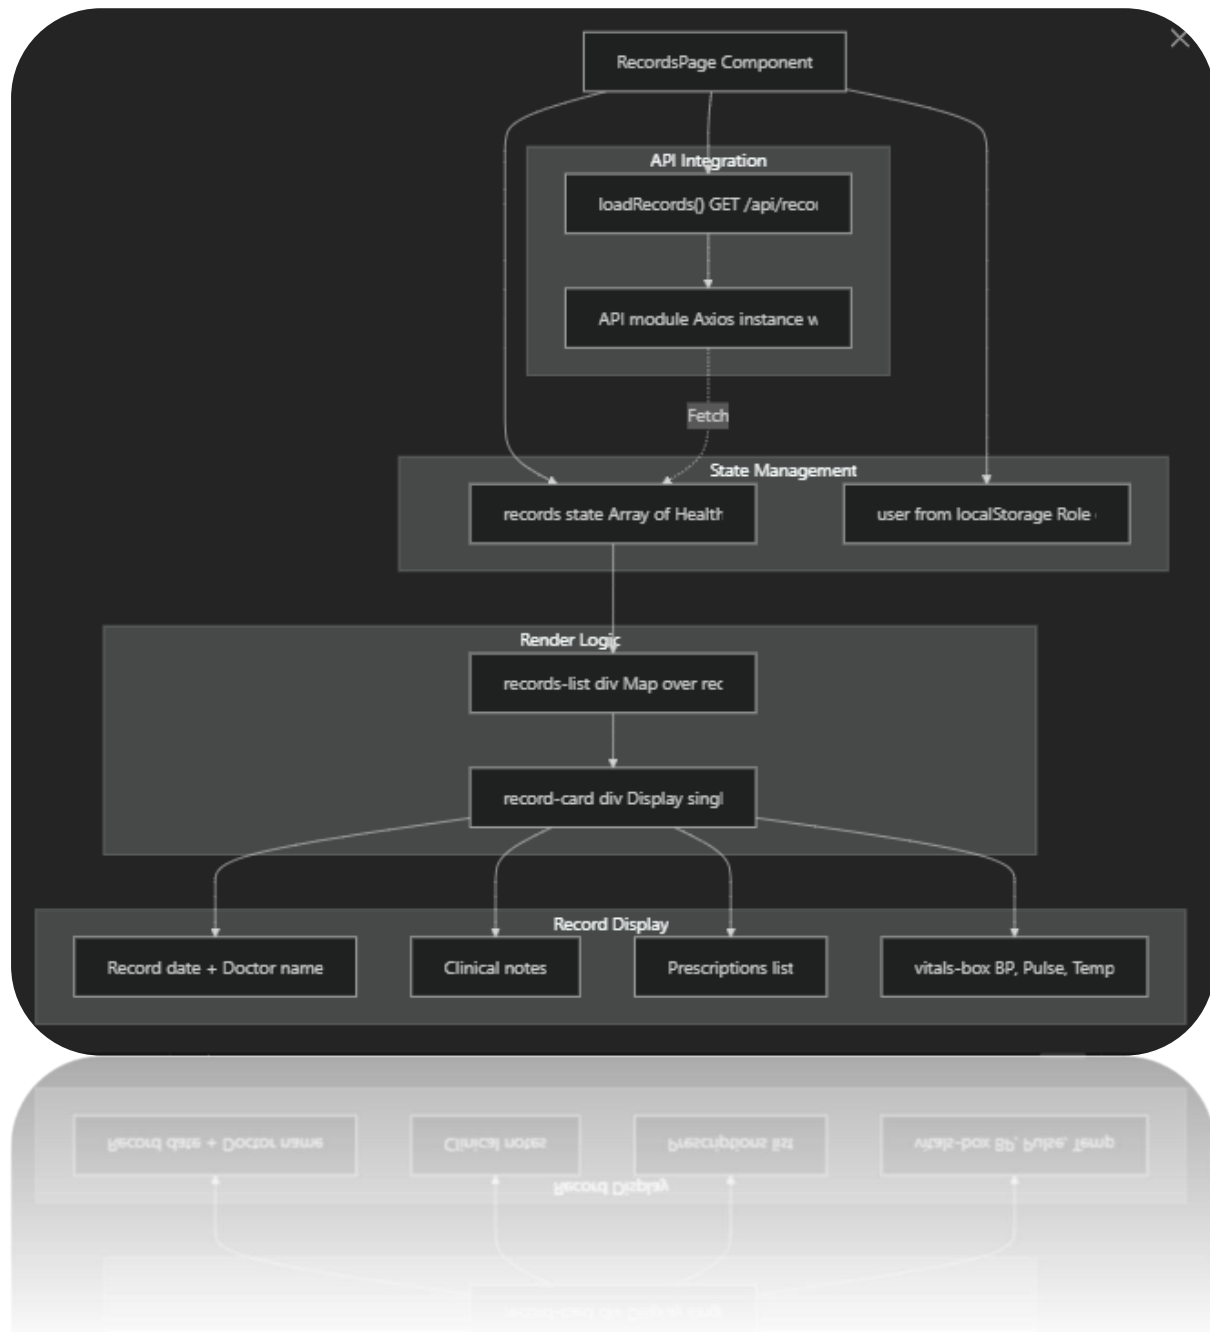 RecordsPage Component
API Integration
loadRecords() GET /api/reco
API module Axios instance w
Fetch
State Management
records state Array of Health
user from localStorage Role
Render Logic
records-list div Map over rec
record-card div Display singl
Record Display
Record date + Doctor name
Clinical notes
Prescriptions list
vitals-box BP, Pulse, Temp